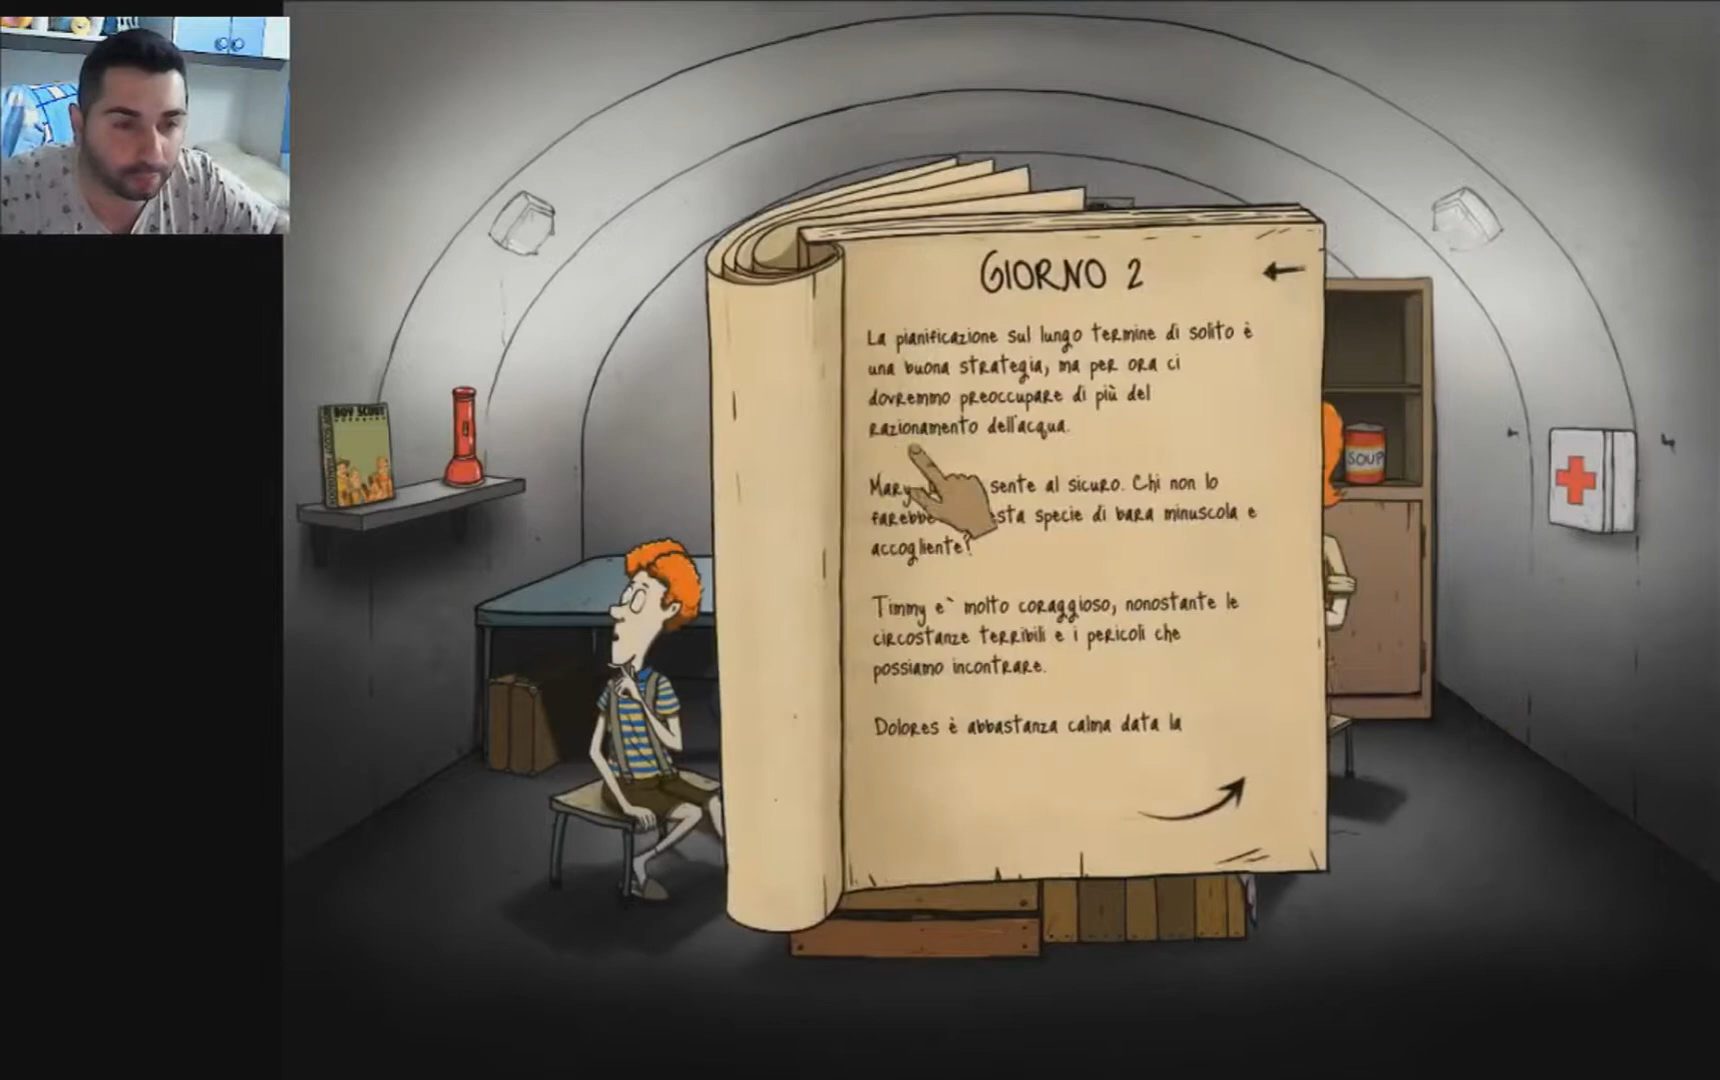 BOY SCOUT
GIORNO 2
La pianificazione sul lungo termine di solito è
una buona strategia, ma per ora ci
dovremmo preoccupare di più del
razionamento dell'acqua.
Mary sente al sicuro. Chi non lo
farebbe specie di bara minuscola e
accogliente?
Timmy e` molto coraggioso, nonostante le
circostanze terribili e i pericoli che
possiamo incontrare.
Dolores è abbastanza calma data la
SOUP